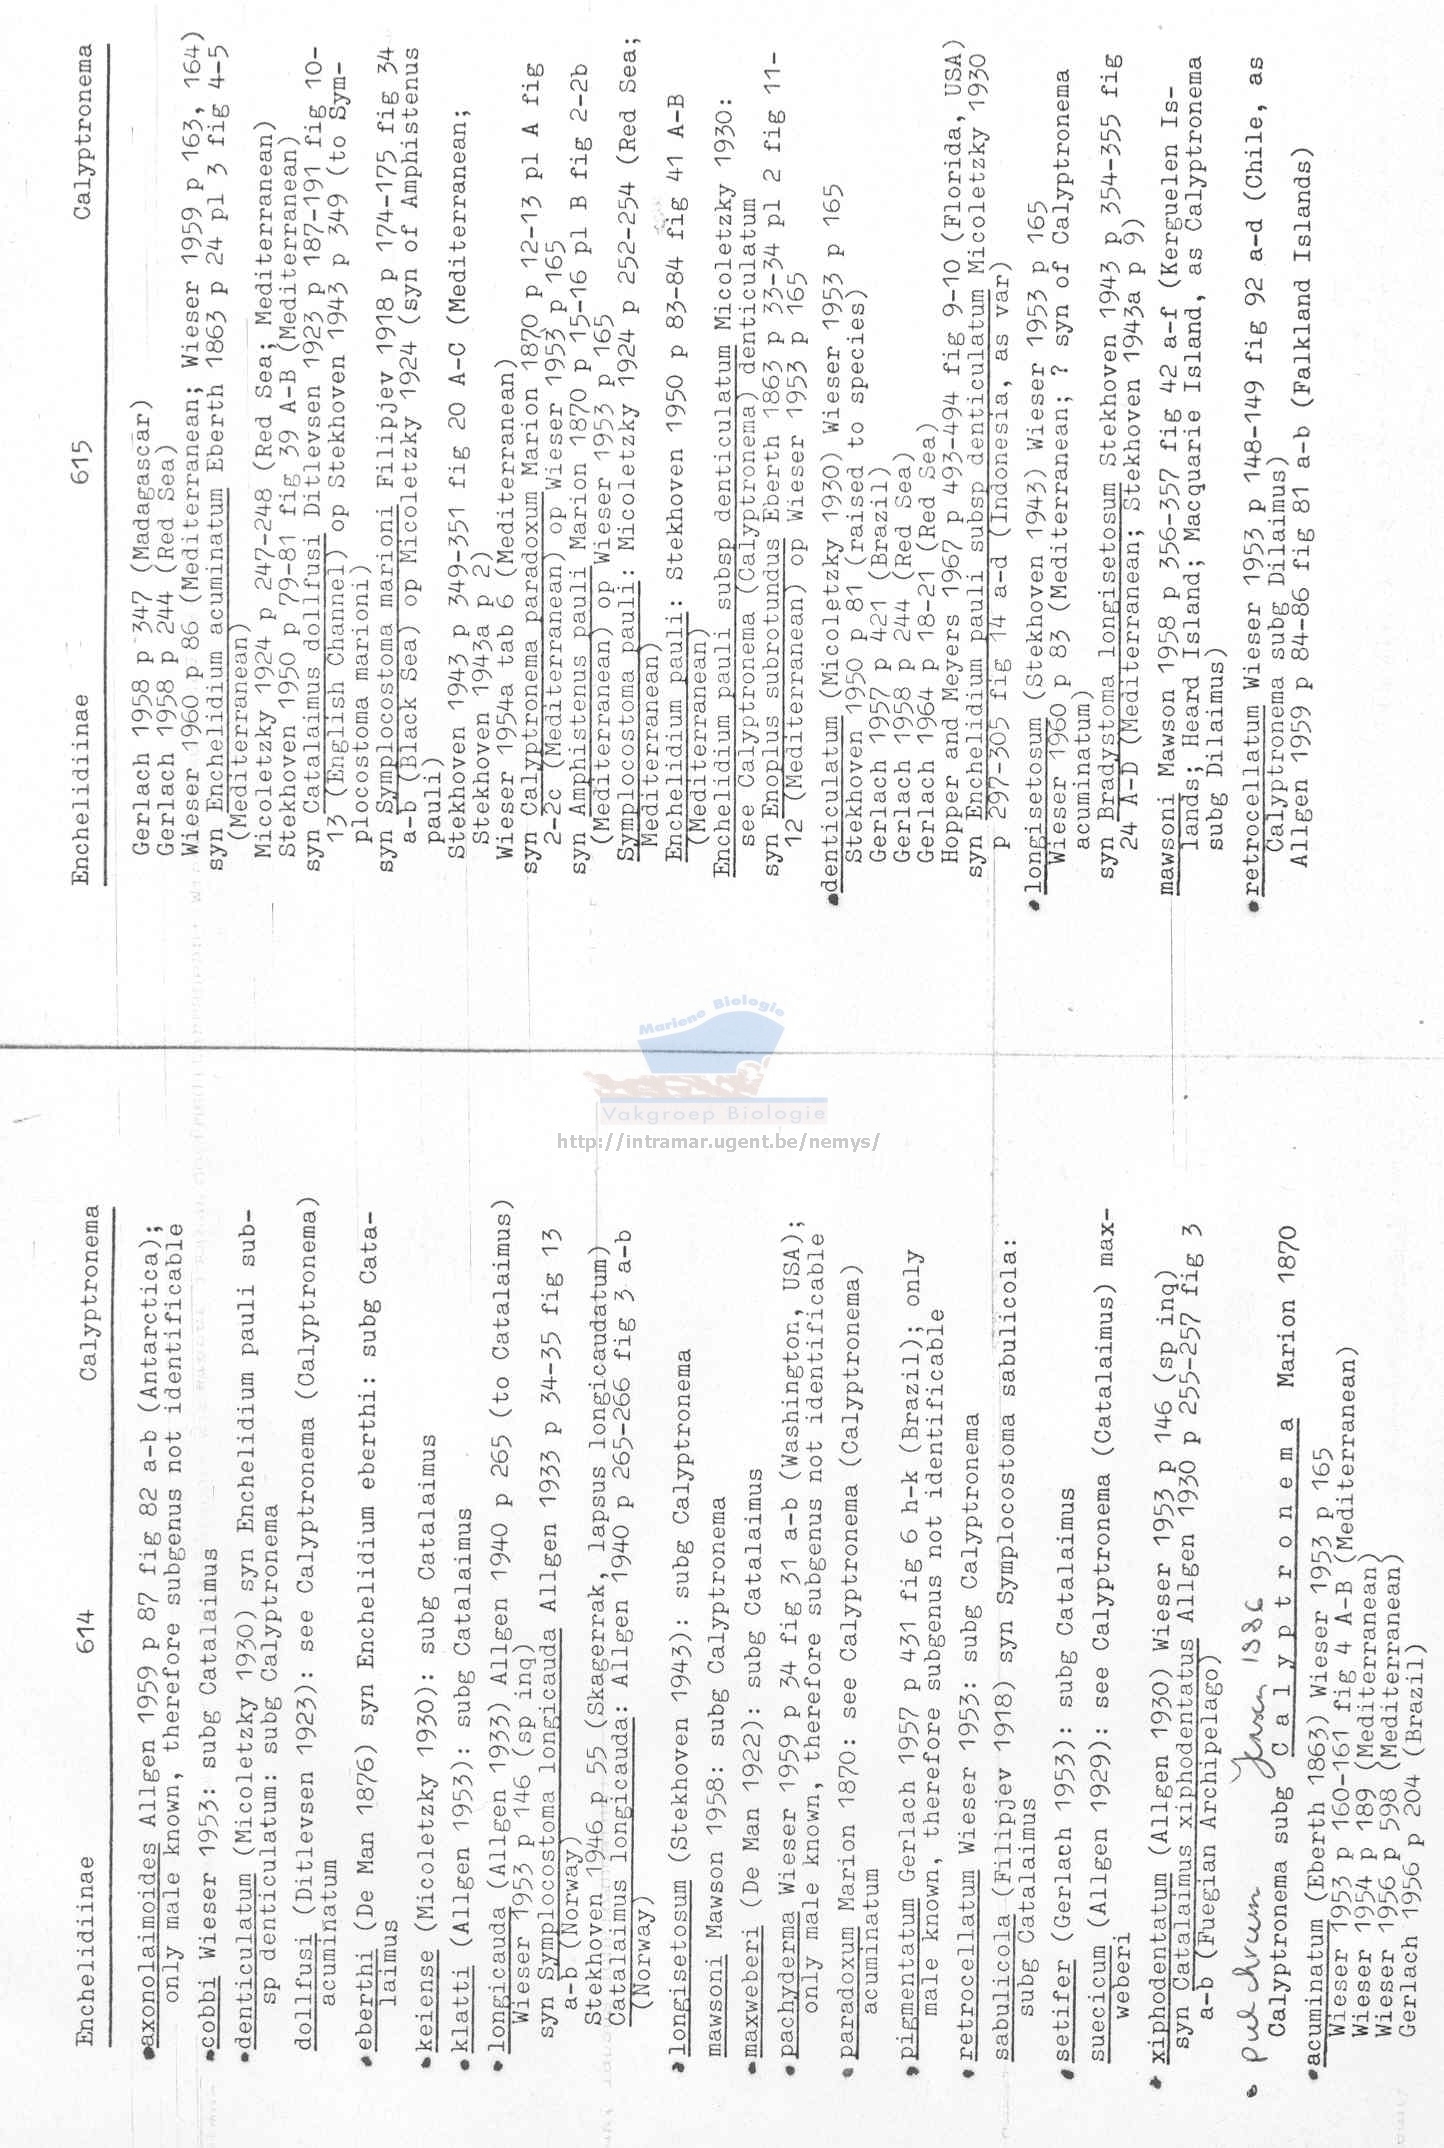 Enchelidiinae 614 Calyptronema
axonolaimoides Allgen 1959 p 87 fig 82 a-b (Antarctica);
only male known, therefore subgenus not identificable
cobbi Wieser 1953: subg Catalaimus
denticulatum (Micoletzky 1930) syn Enchelidium pauli sub-
sp denticulatum: subg Calyptronema
dollfusi (Ditlevsen 1923): see Calyptronema (Calyptronema)
acuminatum
eberthi (De Man 1876) syn Enchelidium eberthi: subg Cata-
laimus
keiense (Micoletzky 1930): subg Catalaimus
klatti (Allgen 1953): subg Catalaimus
longicauda (Allgen 1933) Allgen 1940 p 265 (to Catalaimus)
Wieser 1953 p 146 (sp inq)
syn Symplocostoma longicauda Allgen 1933 p 34-35 fig 13
a-b (Norway)
Stekhoven 1946 p 55 (Skagerrak, lapsus longicaudatum)
Catalaimus longicauda: Allgen 1940 p 265-266 fig 3 a-b
(Norway)
longisetosum (Stekhoven 1943): subg Calyptronema
mawsoni Mawson 1958: subg Calyptronema
maxweberi (De Man 1922): subg Catalaimus
pachyderma Wieser 1959 p 34 fig 31 a-b (Washington, USA);
only male known, therefore subgenus not identificable
paradoxum Marion 1870: see Calyptronema (Calyptronema)
acuminatum
pigmentatum Gerlach 1957 p 431 fig 6 h-k (Brazil); only
male known, therefore subgenus not identificable
retrocellatum Wieser 1953: subg Calyptronema
sabulicola (Filipjev 1918) syn Symplocostoma sabulicola:
subg Catalaimus
setifer (Gerlach 1953): subg Catalaimus
suecicum (Allgen 1929): see Calyptronema (Catalaimus) max-
weberi
xiphodentatum (Allgen 1930) Wieser 1953 p 146 (sp inq)
syn Catalaimus xiphodentatus Allgen 1930 p 255-257 fig 3
a-b (Fuegian Archipelago)
pulchrum Jensen 1986
Calyptronema subg Calyptronema Marion 1870
acuminatum (Eberth 1863) Wieser 1953 p 165
Wieser 1953 p 160-161 fig 4 A-B (Mediterranean)
Wieser 1954 p 189 (Mediterranean)
Wieser 1956 p 598 (Mediterranean)
Gerlach 1956 p 204 (Brazil)
Enchelidiinae 615 Calyptronema
Gerlach 1958 p 347 (Madagascar)
Gerlach 1958 p 244 (Red Sea)
Wieser 1960 p 86 (Mediterranean; Wieser 1959 p 163, 164)
syn Enchelidium acuminatum Eberth 1863 p 24 pl 3 fig 4-5
(Mediterranean)
Micoletzky 1924 p 247-248 (Red Sea; Mediterranean)
Stekhoven 1950 p 79-81 fig 39 A-B (Mediterranean)
syn Catalaimus dollfusi Ditlevsen 1923 p 187-191 fig 10-
13 (English Channel) op Stekhoven 1943 p 349 (to Sym-
plocostoma marioni)
syn Symplocostoma marioni Filipjev 1918 p 174-175 fig 34
a-b (Black Sea) op Micoletzky 1924 (syn of Amphistenus
pauli)
Stekhoven 1943 p 349-351 fig 20 A-C (Mediterranean;
Stekhoven 1943a p 2)
Wieser 1954a tab 6 (Mediterranean)
syn Calyptronema paradoxum Marion 1870 p 12-13 pl A fig
2-2c (Mediterranean) op Wieser 1953 p 165
syn Amphistenus pauli Marion 1870 p 15-16 pl B fig 2-2b
(Mediterranean) op Wieser 1953 p 165
Symplocostoma pauli: Micoletzky 1924 p 252-254 (Red Sea;
Mediterranean)
Enchelidium pauli: Stekhoven 1950 p 83-84 fig 41 A-B
(Mediterranean)
Enchelidium pauli subsp denticulatum Micoletzky 1930:
see Calyptronema (Calyptronema) denticulatum
syn Enoplus subrotundus Eberth 1863 p 33-34 pl 2 fig 11-
12 (Mediterranean) op Wieser 1953 p 165
denticulatum (Micoletzky 1930) Wieser 1953 p 165
Stekhoven 1950 p 81 (raised to species)
Gerlach 1957 p 421 (Brazil)
Gerlach 1958 p 244 (Red Sea)
Gerlach 1964 p 18-21 (Red Sea)
Hopper and Meyers 1967 p 493-494 fig 9-10 (Florida, USA)
syn Enchelidium pauli subsp denticulatum Micoletzky 1930
p 297-305 fig 14 a-d (Indonesia, as var)
longisetosum (Stekhoven 1943) Wieser 1953 p 165
Wieser 1960 p 83 (Mediterranean; ? syn of Calyptronema
acuminatum)
syn Bradystoma longisetosum Stekhoven 1943 p 354-355 fig
24 A-D (Mediterranean; Stekhoven 1943a p 9)
mawsoni Mawson 1958 p 356-357 fig 42 a-f (Kerguelen Is-
lands; Heard Island; Macquarie Island, as Calyptronema
subg Dilaimus)
retrocellatum Wieser 1953 p 148-149 fig 92 a-d (Chile, as
Calyptronema subg Dilaimus)
Allgen 1959 p 84-86 fig 81 a-b (Falkland Islands)
Mariene Biologie
Vakgroep Biologie
http://intramar.ugent.be/nemys/